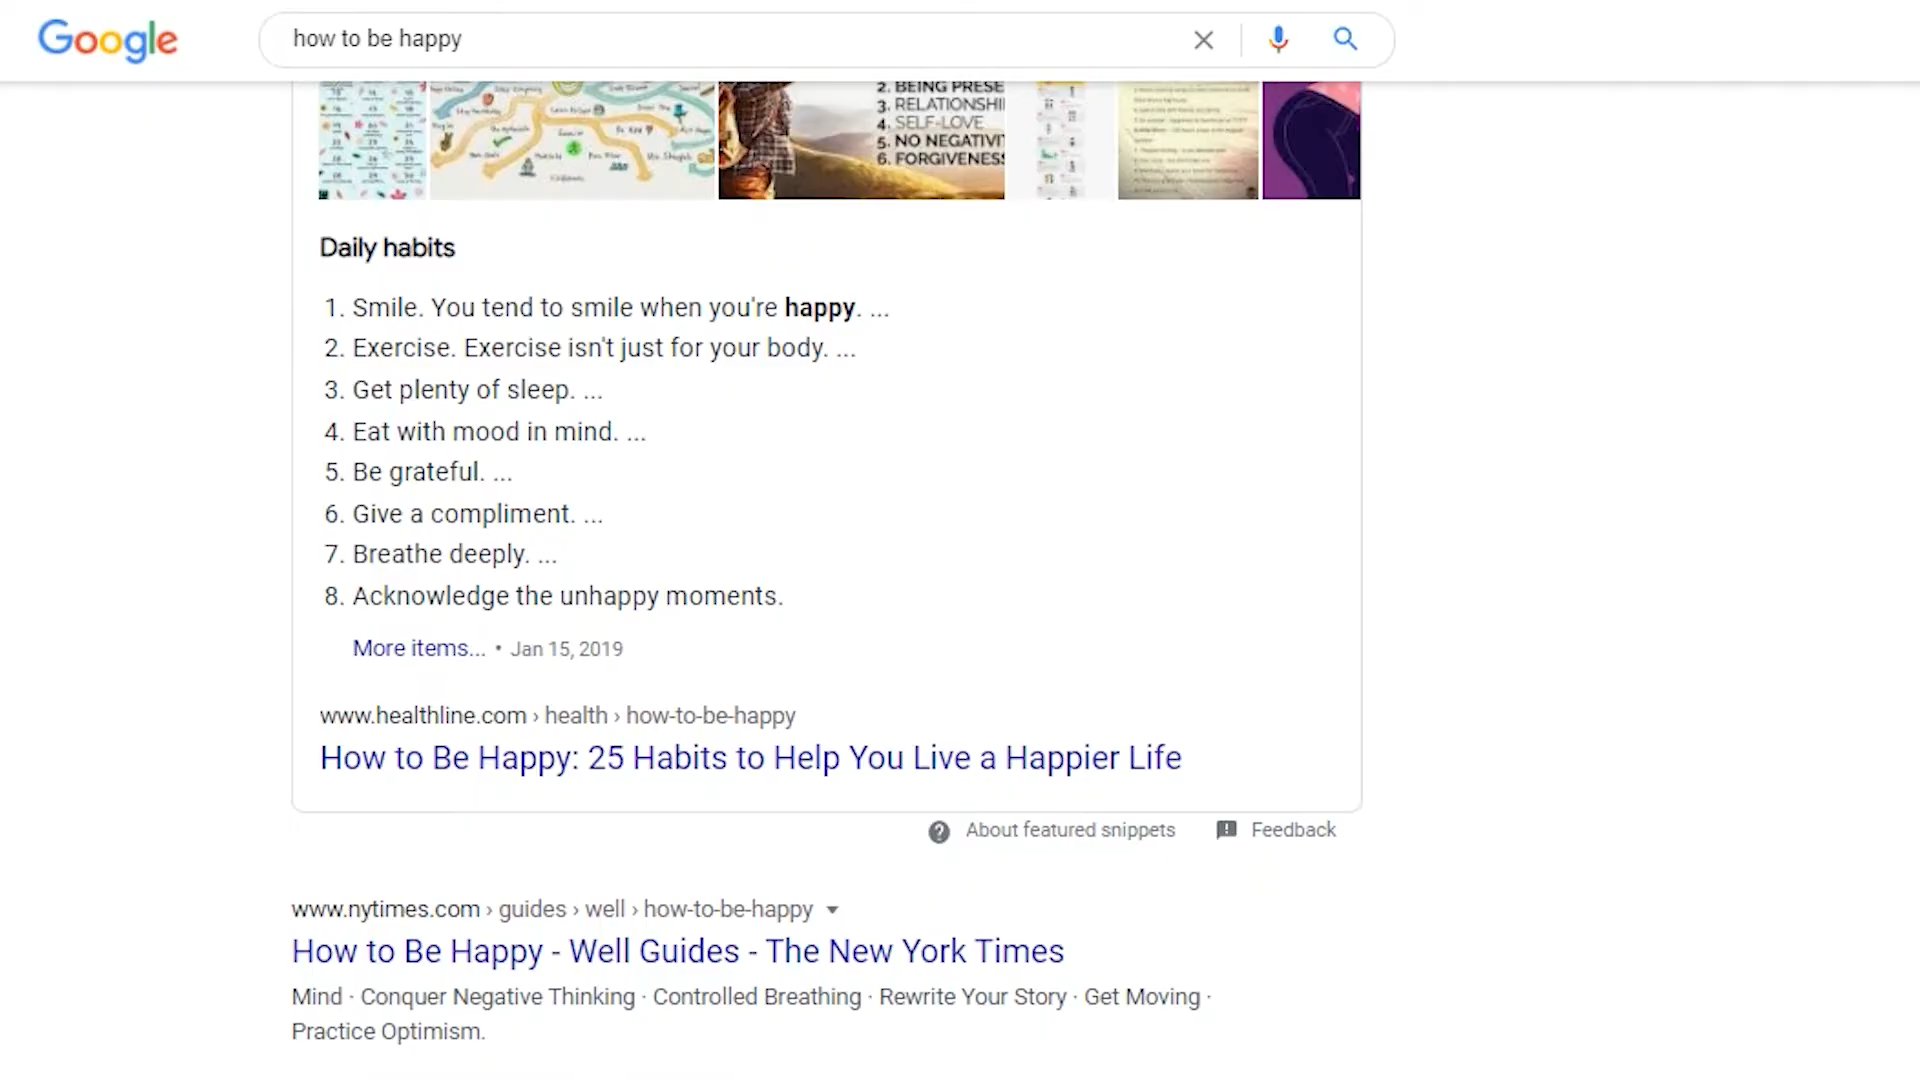 Google
how to be happy
2. BEING PRESE
3. RELATIONSHI
4. SELF-LOVE
5. NO NEGATIVI
6. FORGIVENESS
Daily habits
1. Smile. You tend to smile when you're happy. ...
2. Exercise. Exercise isn't just for your body. ...
3. Get plenty of sleep. ...
4. Eat with mood in mind. ...
5. Be grateful. ...
6. Give a compliment. ...
7. Breathe deeply. ...
8. Acknowledge the unhappy moments.
More items... • Jan 15, 2019
www.healthline.com › health › how-to-be-happy
How to Be Happy: 25 Habits to Help You Live a Happier Life
About featured snippets Feedback
www.nytimes.com › guides › well › how-to-be-happy
How to Be Happy - Well Guides - The New York Times
Mind · Conquer Negative Thinking · Controlled Breathing · Rewrite Your Story · Get Moving ·
Practice Optimism.